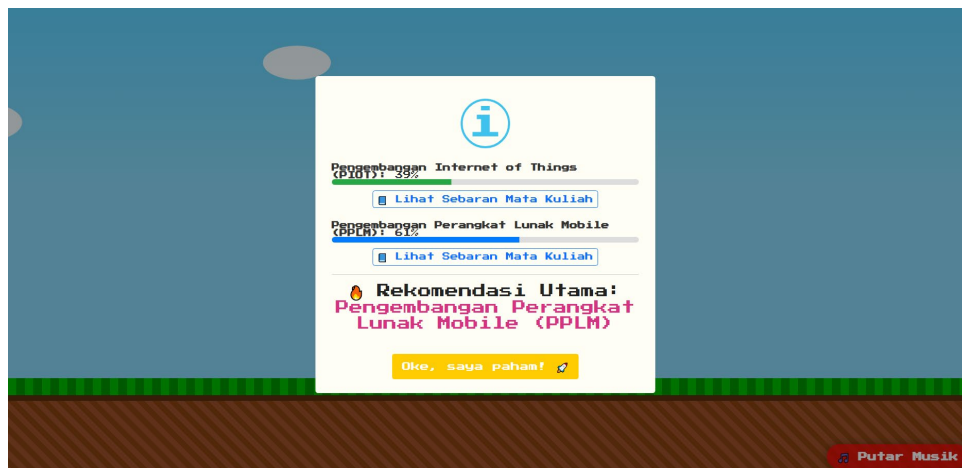 Pengembangan Internet of Things
(PIOT): 39%
Lihat Sebaran Mata Kuliah
Pengembangan Perangkat Lunak Mobile
(PPLM): 61%
Lihat Sebaran Mata Kuliah
Rekomendasi Utama:
Pengembangan Perangkat
Lunak Mobile (PPLM)
Oke, saya paham!
Putar Musik